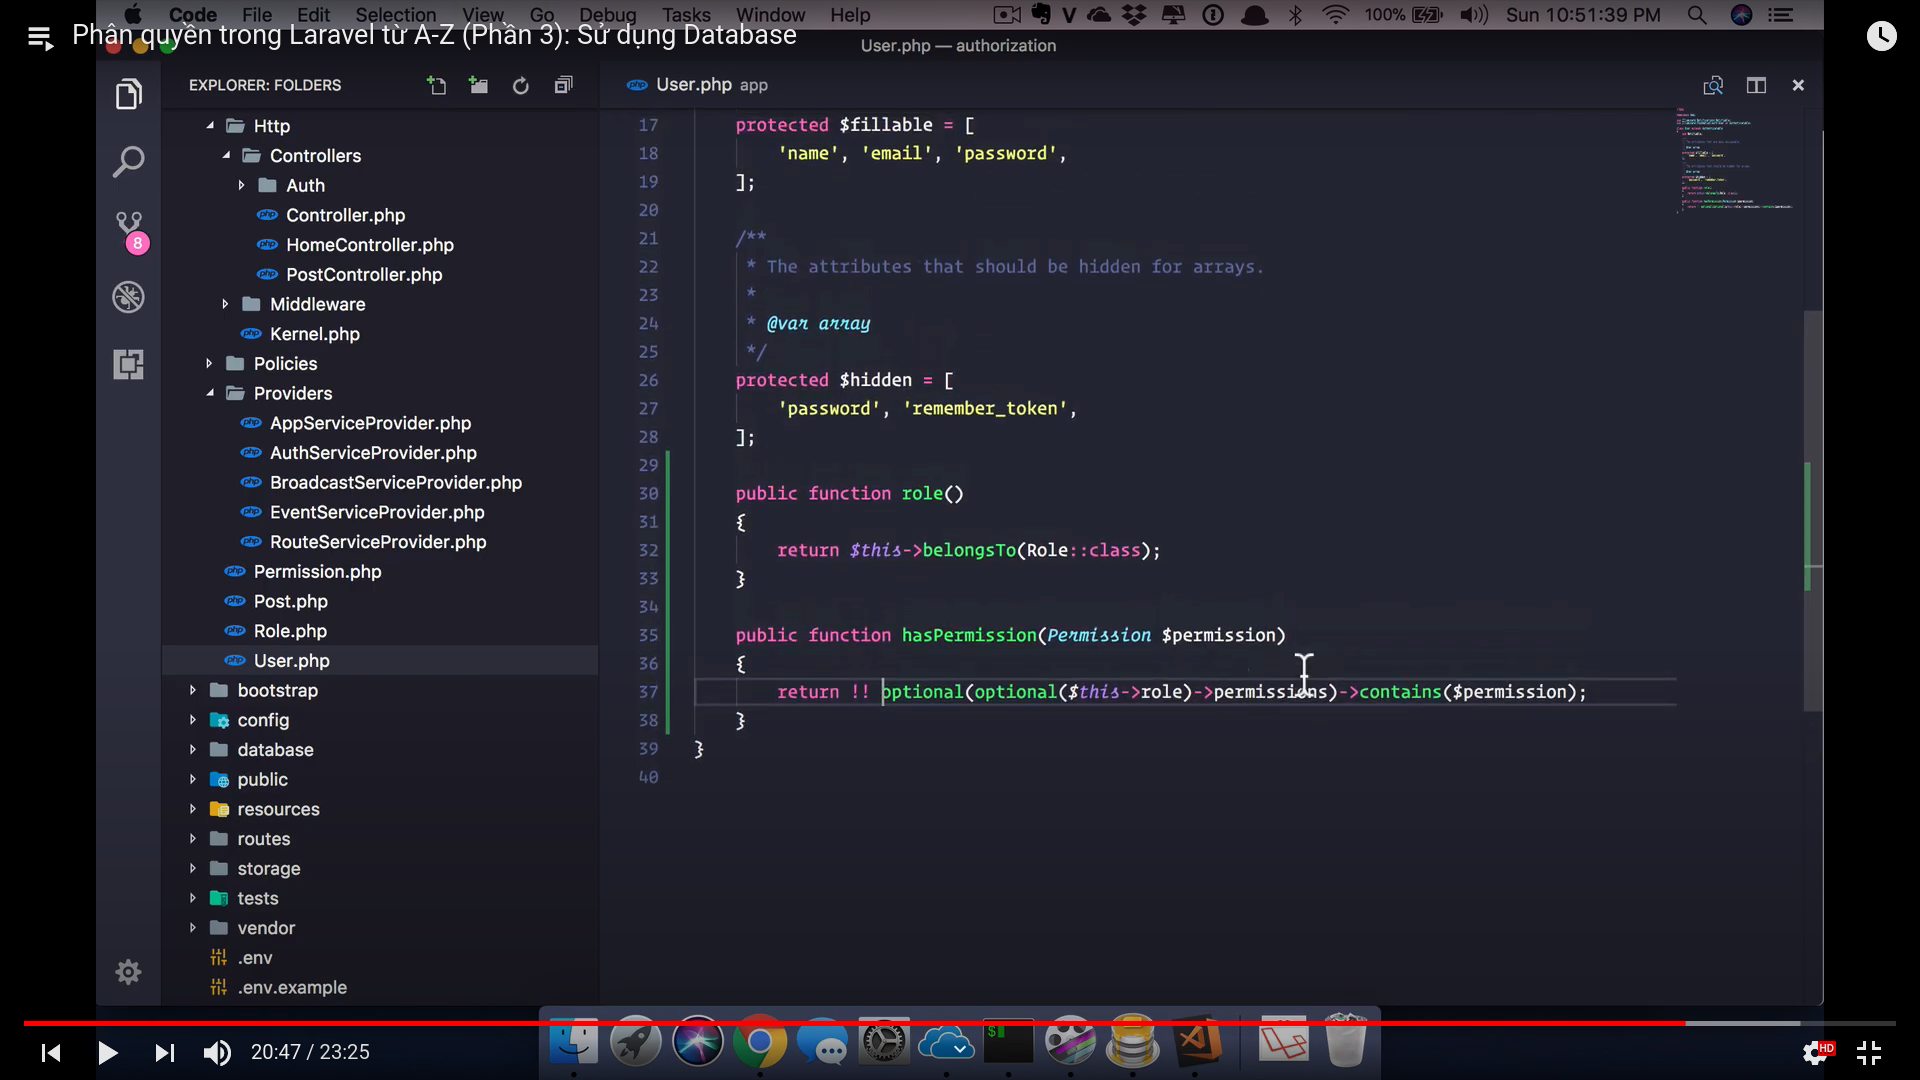 Code File Edit Selection View Go Debug Tasks Window Help 100% Sun 10:51:39 PM
Phân quyền trong Laravel từ A-Z (Phần 3): Sử dụng Database
User.php — authorization
EXPLORER: FOLDERS
User.php app
Http
Controllers
Auth
Controller.php
HomeController.php
PostController.php
Middleware
Kernel.php
Policies
Providers
AppServiceProvider.php
AuthServiceProvider.php
BroadcastServiceProvider.php
EventServiceProvider.php
RouteServiceProvider.php
Permission.php
Post.php
Role.php
User.php
bootstrap
config
database
public
resources
routes
storage
tests
vendor
.env
.env.example
8
17 protected $fillable = [
18 'name', 'email', 'password',
19 ];
20
21 /**
22 * The attributes that should be hidden for arrays.
23 *
24 * @var array
25 */
26 protected $hidden = [
27 'password', 'remember_token',
28 ];
29
30 public function role()
31 {
32 return $this->belongsTo(Role::class);
33 }
34
35 public function hasPermission(Permission $permission)
36 {
37 return !! optional(optional($this->role)->permissions)->contains($permission);
38 }
39 }
40
20:47 / 23:25
HD